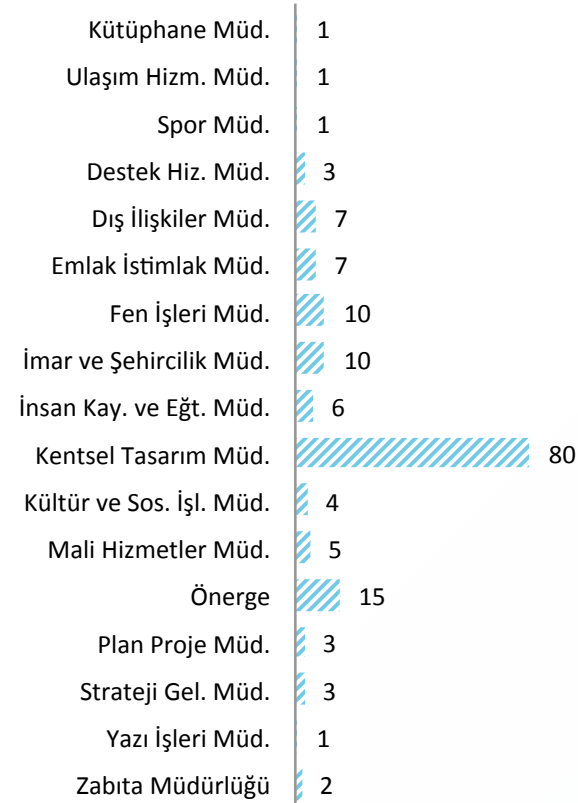 Kütüphane Müd. 1
Ulaşım Hizm. Müd. 1
Spor Müd. 1
Destek Hiz. Müd. 3
Dış İlişkiler Müd. 7
Emlak İstimlak Müd. 7
Fen İşleri Müd. 10
İmar ve Şehircilik Müd. 10
İnsan Kay. ve Eğt. Müd. 6
Kentsel Tasarım Müd. 80
Kültür ve Sos. İşl. Müd. 4
Mali Hizmetler Müd. 5
Önerge 15
Plan Proje Müd. 3
Strateji Gel. Müd. 3
Yazı İşleri Müd. 1
Zabıta Müdürlüğü 2